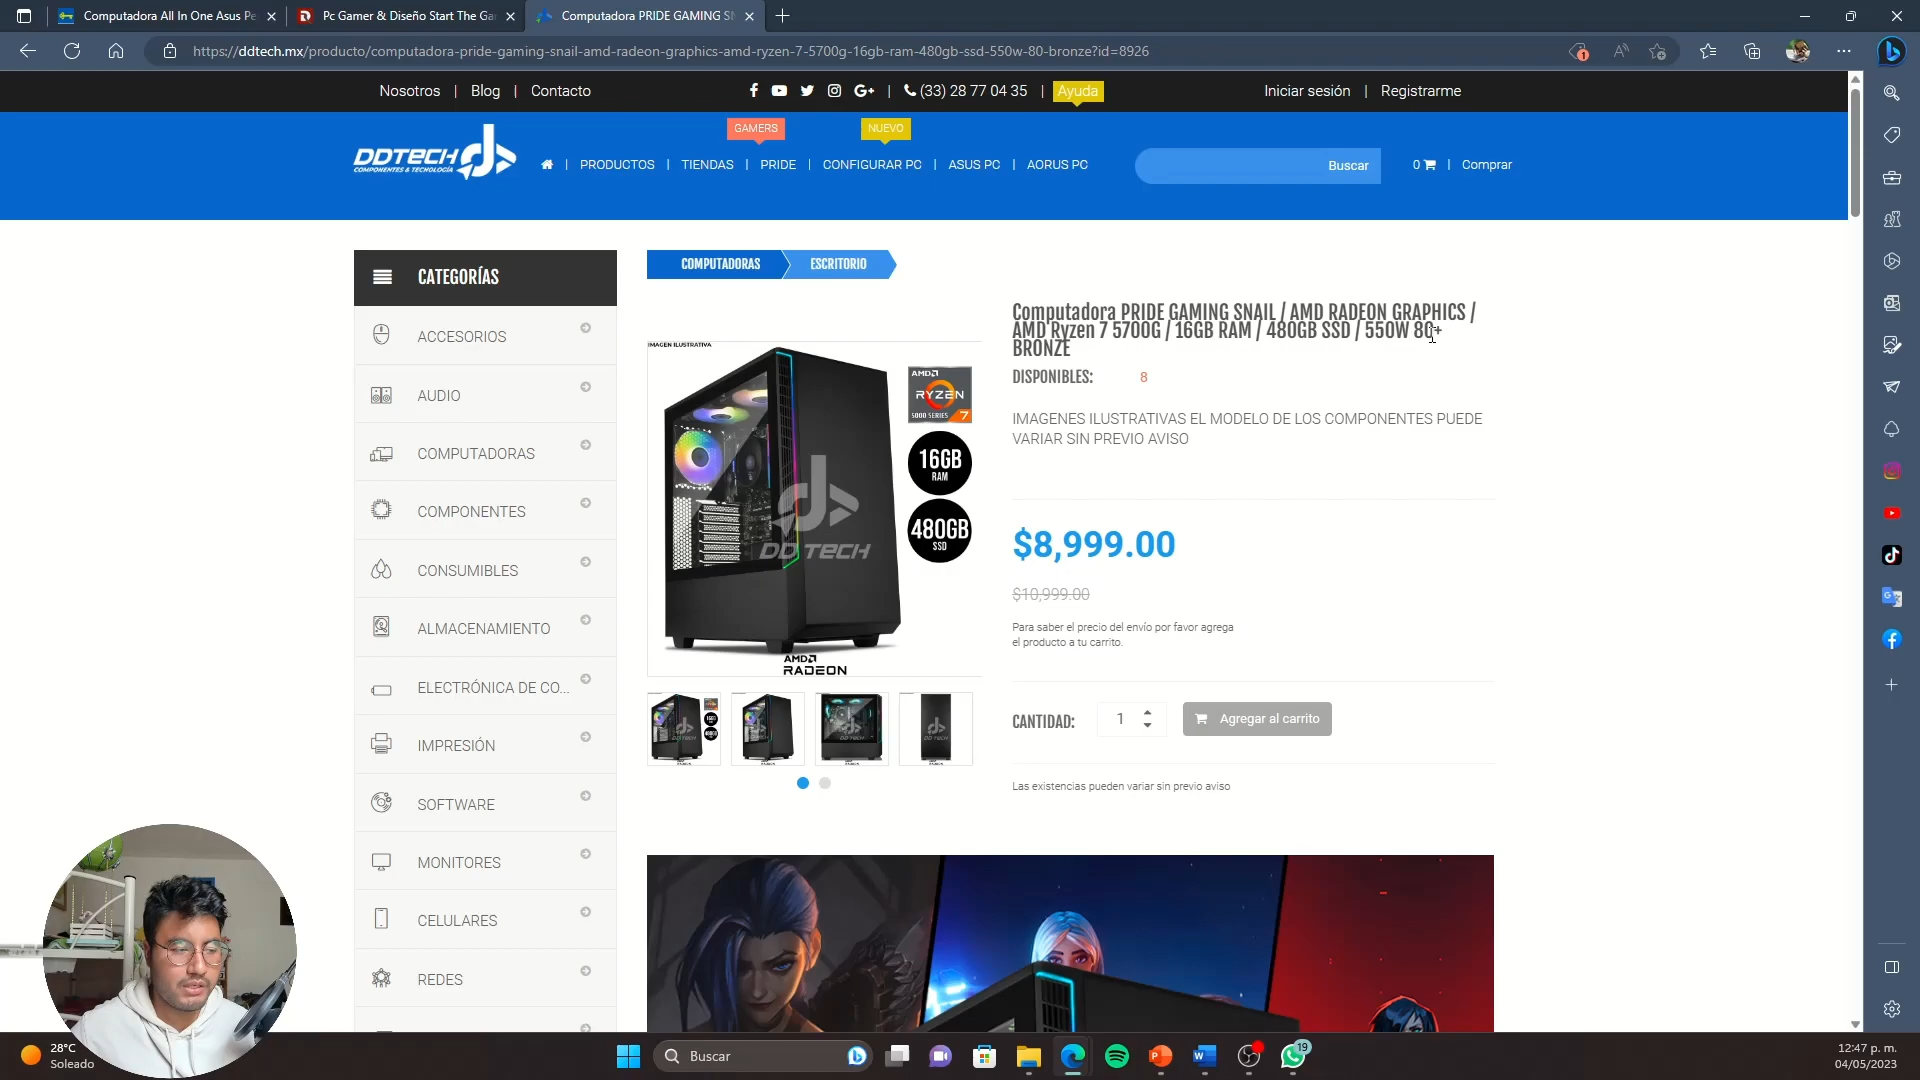 Computadora All In One Asus Pe
Pc Gamer & Diseño Start The Ga
Computadora PRIDE GAMING SN
https://ddtech.mx/producto/computadora-pride-gaming-snail-amd-radeon-graphics-amd-ryzen-7-5700g-16gb-ram-480gb-ssd-550w-80-bronze?id=8926
Nosotros | Blog | Contacto
| (33) 28 77 04 35 | Ayuda
Iniciar sesión | Registrarme
GAMERS
NUEVO
DDTECH
COMPONENTES & TECNOLOGÍA
| PRODUCTOS | TIENDAS | PRIDE | CONFIGURAR PC | ASUS PC | AORUS PC
Buscar
0 | Comprar
CATEGORÍAS
ACCESORIOS
AUDIO
COMPUTADORAS
COMPONENTES
CONSUMIBLES
ALMACENAMIENTO
ELECTRÓNICA DE CO...
IMPRESIÓN
SOFTWARE
MONITORES
CELULARES
REDES
COMPUTADORAS
ESCRITORIO
IMAGEN ILUSTRATIVA
AMD
RYZEN
5000 SERIES 7
16GB
RAM
480GB
SSD
DD TECH
AMD
RADEON
Computadora PRIDE GAMING SNAIL / AMD RADEON GRAPHICS /
AMD Ryzen 7 5700G / 16GB RAM / 480GB SSD / 550W 80+
BRONZE
DISPONIBLES: 8
IMAGENES ILUSTRATIVAS EL MODELO DE LOS COMPONENTES PUEDE
VARIAR SIN PREVIO AVISO
$8,999.00
$10,999.00
Para saber el precio del envío por favor agrega
el producto a tu carrito.
CANTIDAD: 1 Agregar al carrito
Las existencias pueden variar sin previo aviso
28°C
Soleado
Buscar
19
12:47 p. m.
04/05/2023